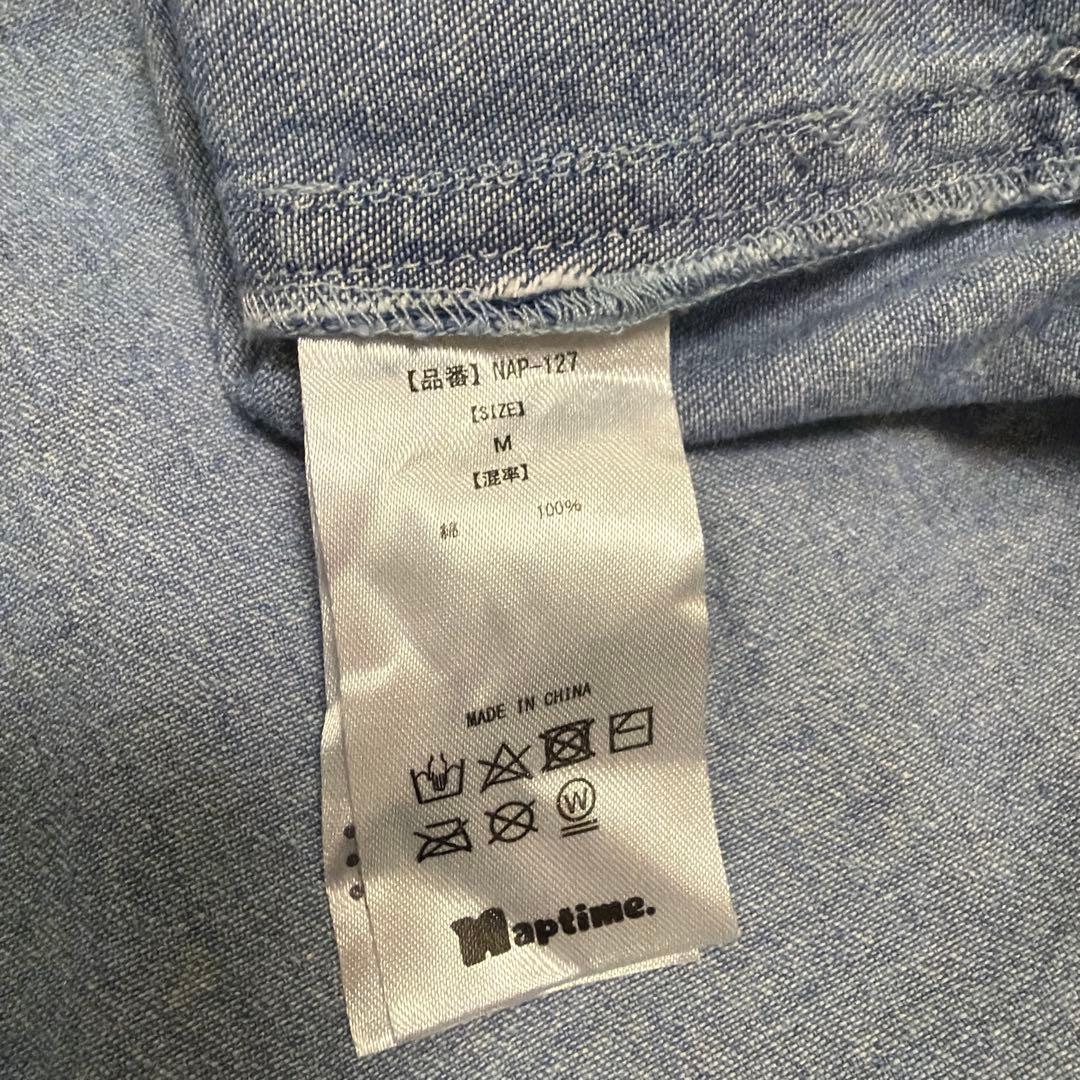 【品番】NAP-127
【SIZE】
M
【混率】
綿 100%
MADE IN CHINA
W
Naptime.